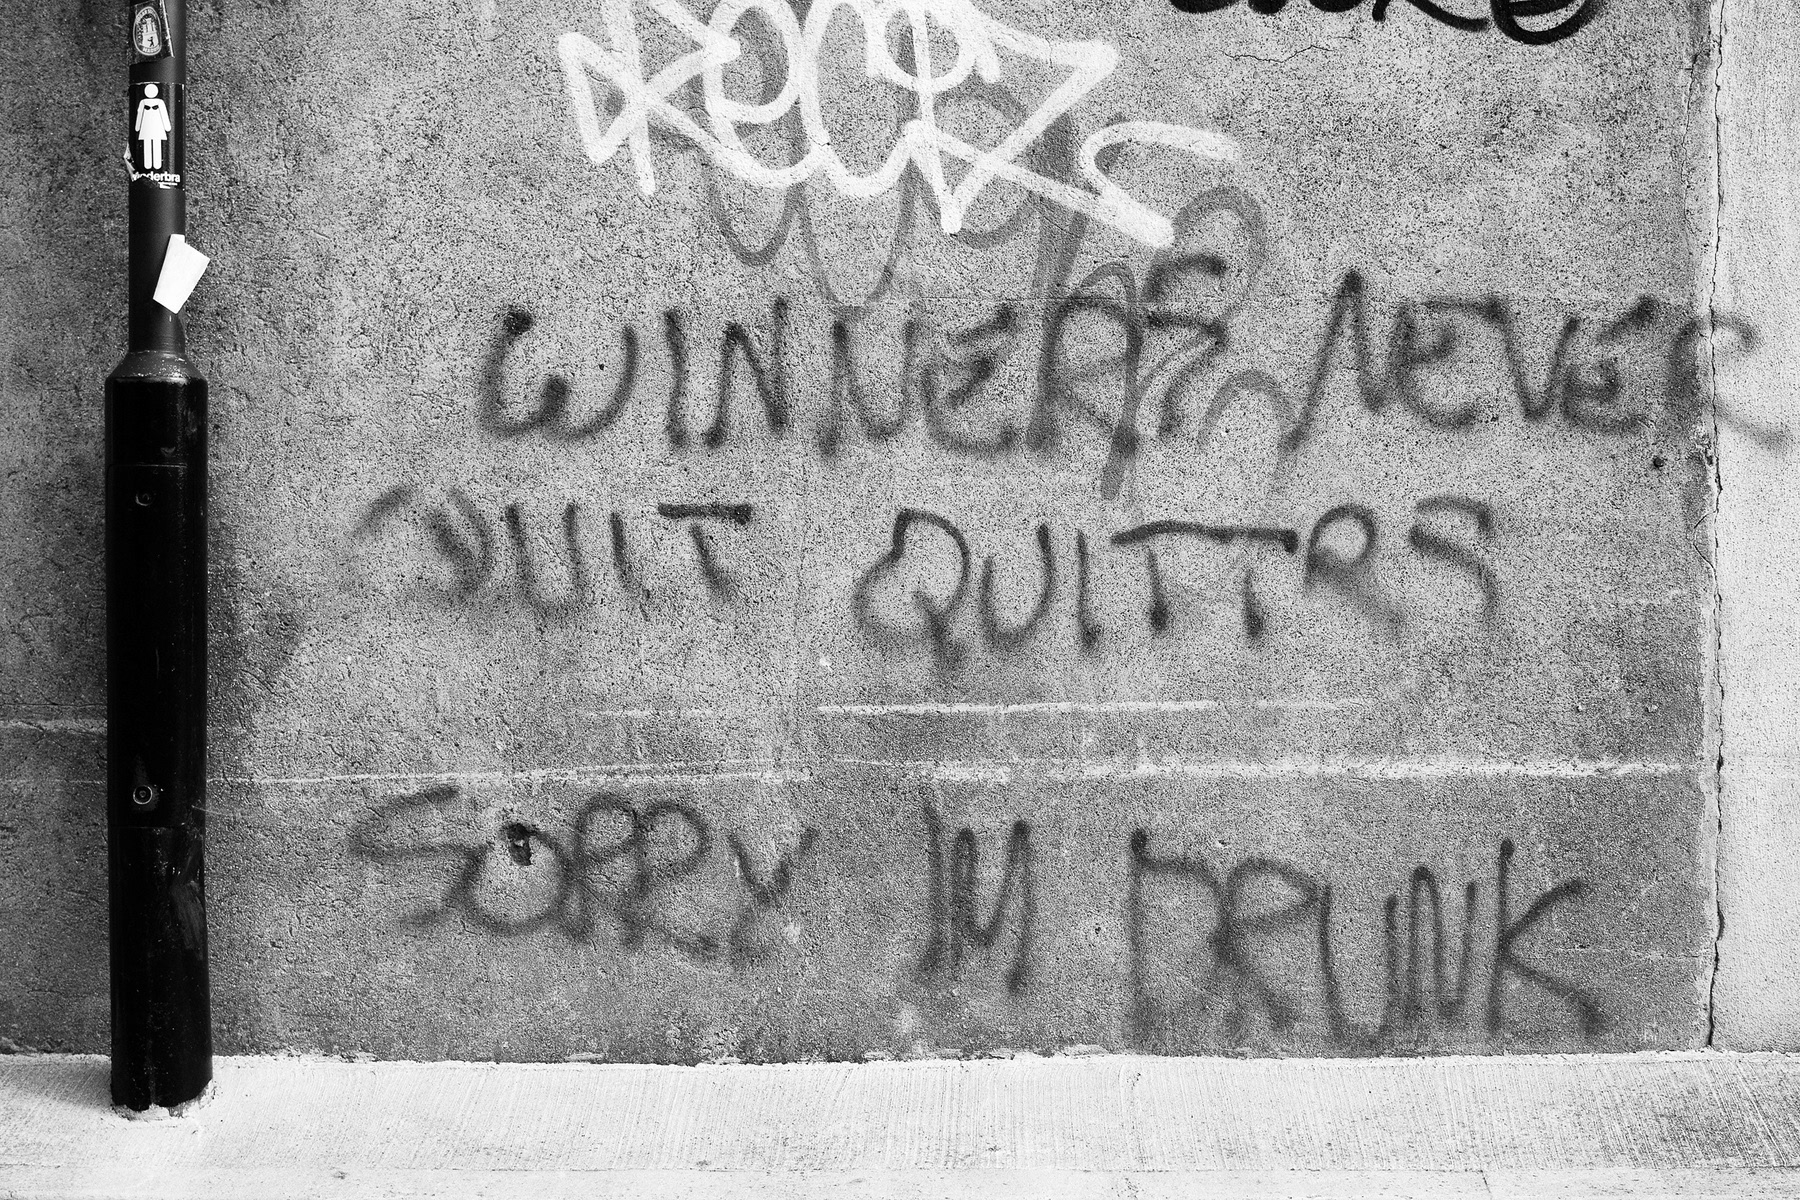 WINNERS NEVER
QUIT QUITTRS
SORRY IM DRUNK